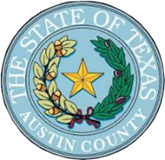 THE STATE OF TEXAS
AUSTIN COUNTY